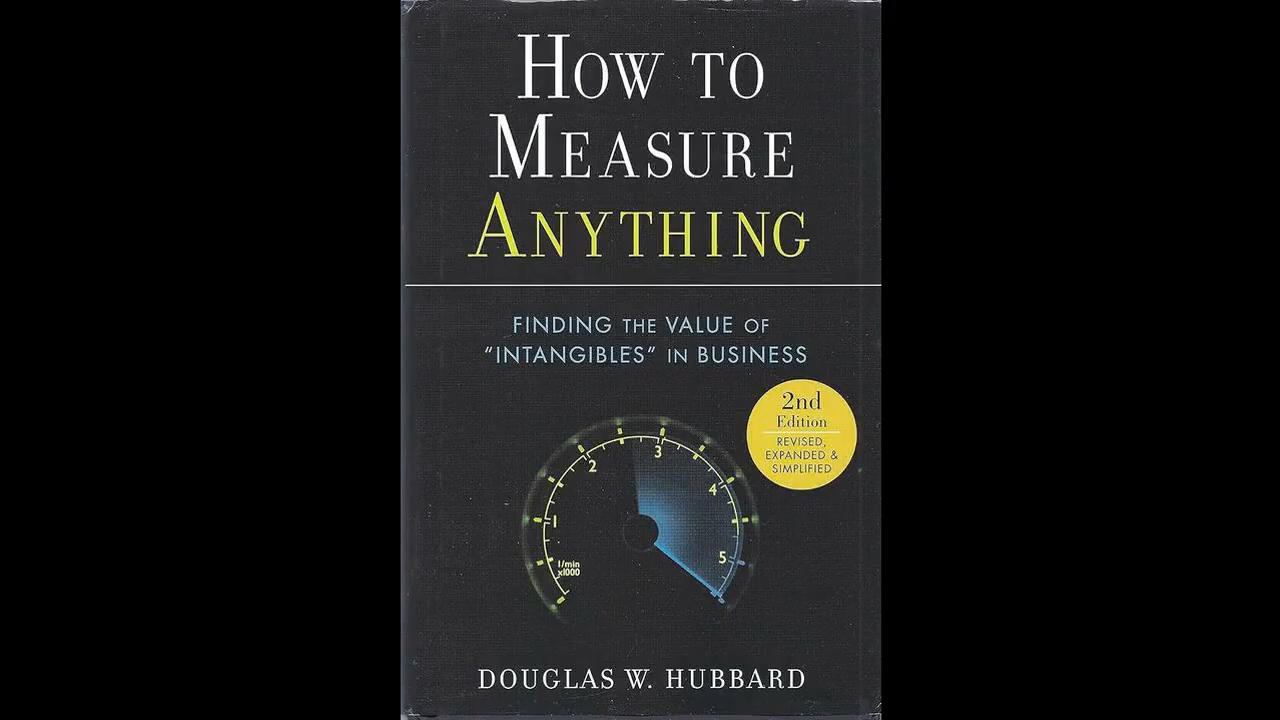 HOW TO
MEASURE
ANYTHING
FINDING THE VALUE OF
“INTANGIBLES” IN BUSINESS
2nd
Edition
REVISED,
EXPANDED &
SIMPLIFIED
3
2
4
1
5
1/min
x1000
DOUGLAS W. HUBBARD